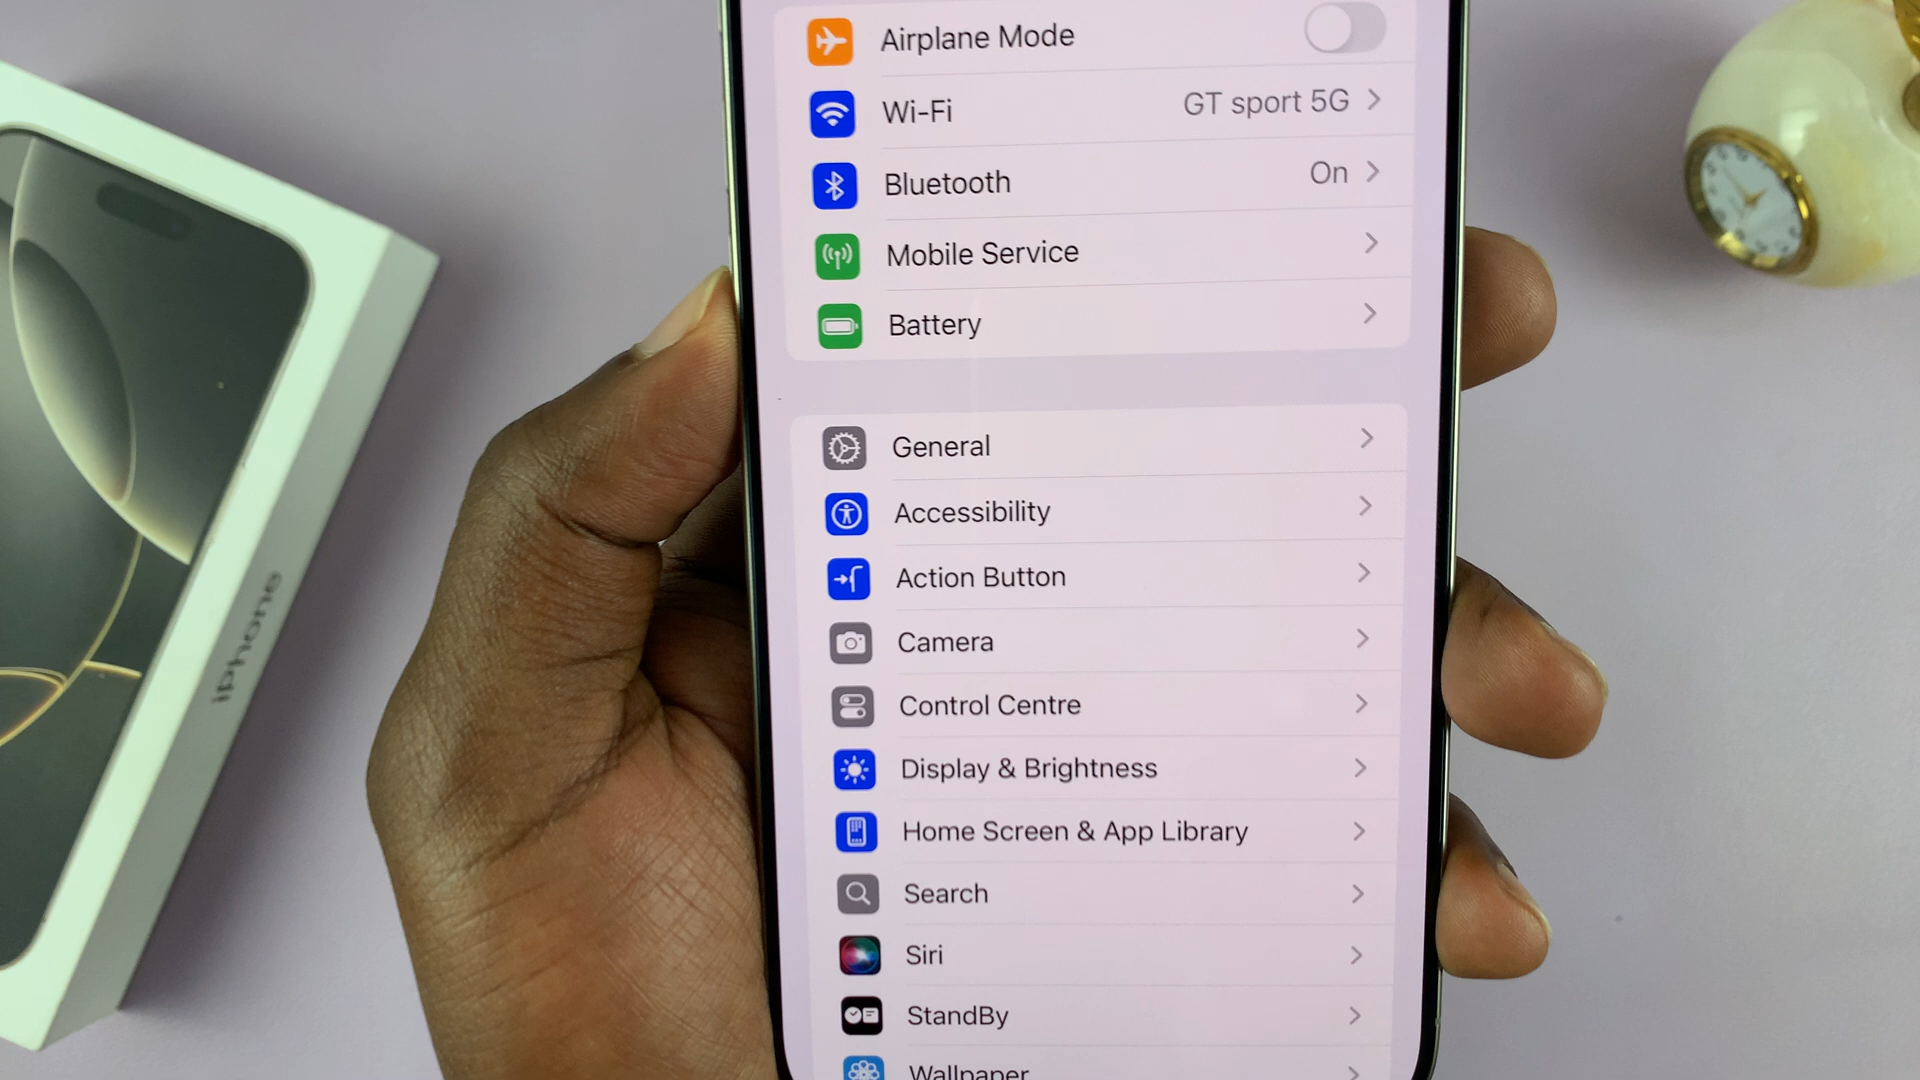 Airplane Mode
Wi-Fi GT sport 5G
Bluetooth On
Mobile Service
Battery
General
Accessibility
Action Button
Camera
Control Centre
Display & Brightness
Home Screen & App Library
Search
Siri
StandBy
Wallpaper
iPhone